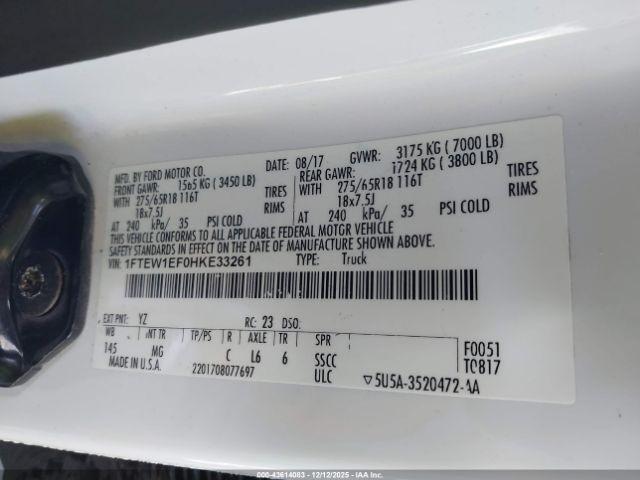 MFD. BY FORD MOTOR CO.
DATE: 08/17 GVWR: 3175 KG ( 7000 LB)
FRONT GAWR: 1565 KG ( 3450 LB) REAR GAWR: 1724 KG ( 3800 LB)
WITH 275/65R18 116T TIRES WITH 275/65R18 116T TIRES
18x7.5J RIMS 18x7.5J RIMS
AT 240 kPa/ 35 PSI COLD AT 240 kPa/ 35 PSI COLD
THIS VEHICLE CONFORMS TO ALL APPLICABLE FEDERAL MOTOR VEHICLE
SAFETY STANDARDS IN EFFECT ON THE DATE OF MANUFACTURE SHOWN ABOVE.
VIN: 1FTEW1EF0HKE33261 TYPE: Truck
EXT PNT: YZ RC: 23 DSO:
WB INT TR TP/PS R AXLE TR SPR F0051
145 MG C L6 6 SSCC T0817
MADE IN U.S.A. 2201708077697 ULC ▽5U5A-3520472-AA
000-43614083 - 12/12/2025 - IAA Inc.